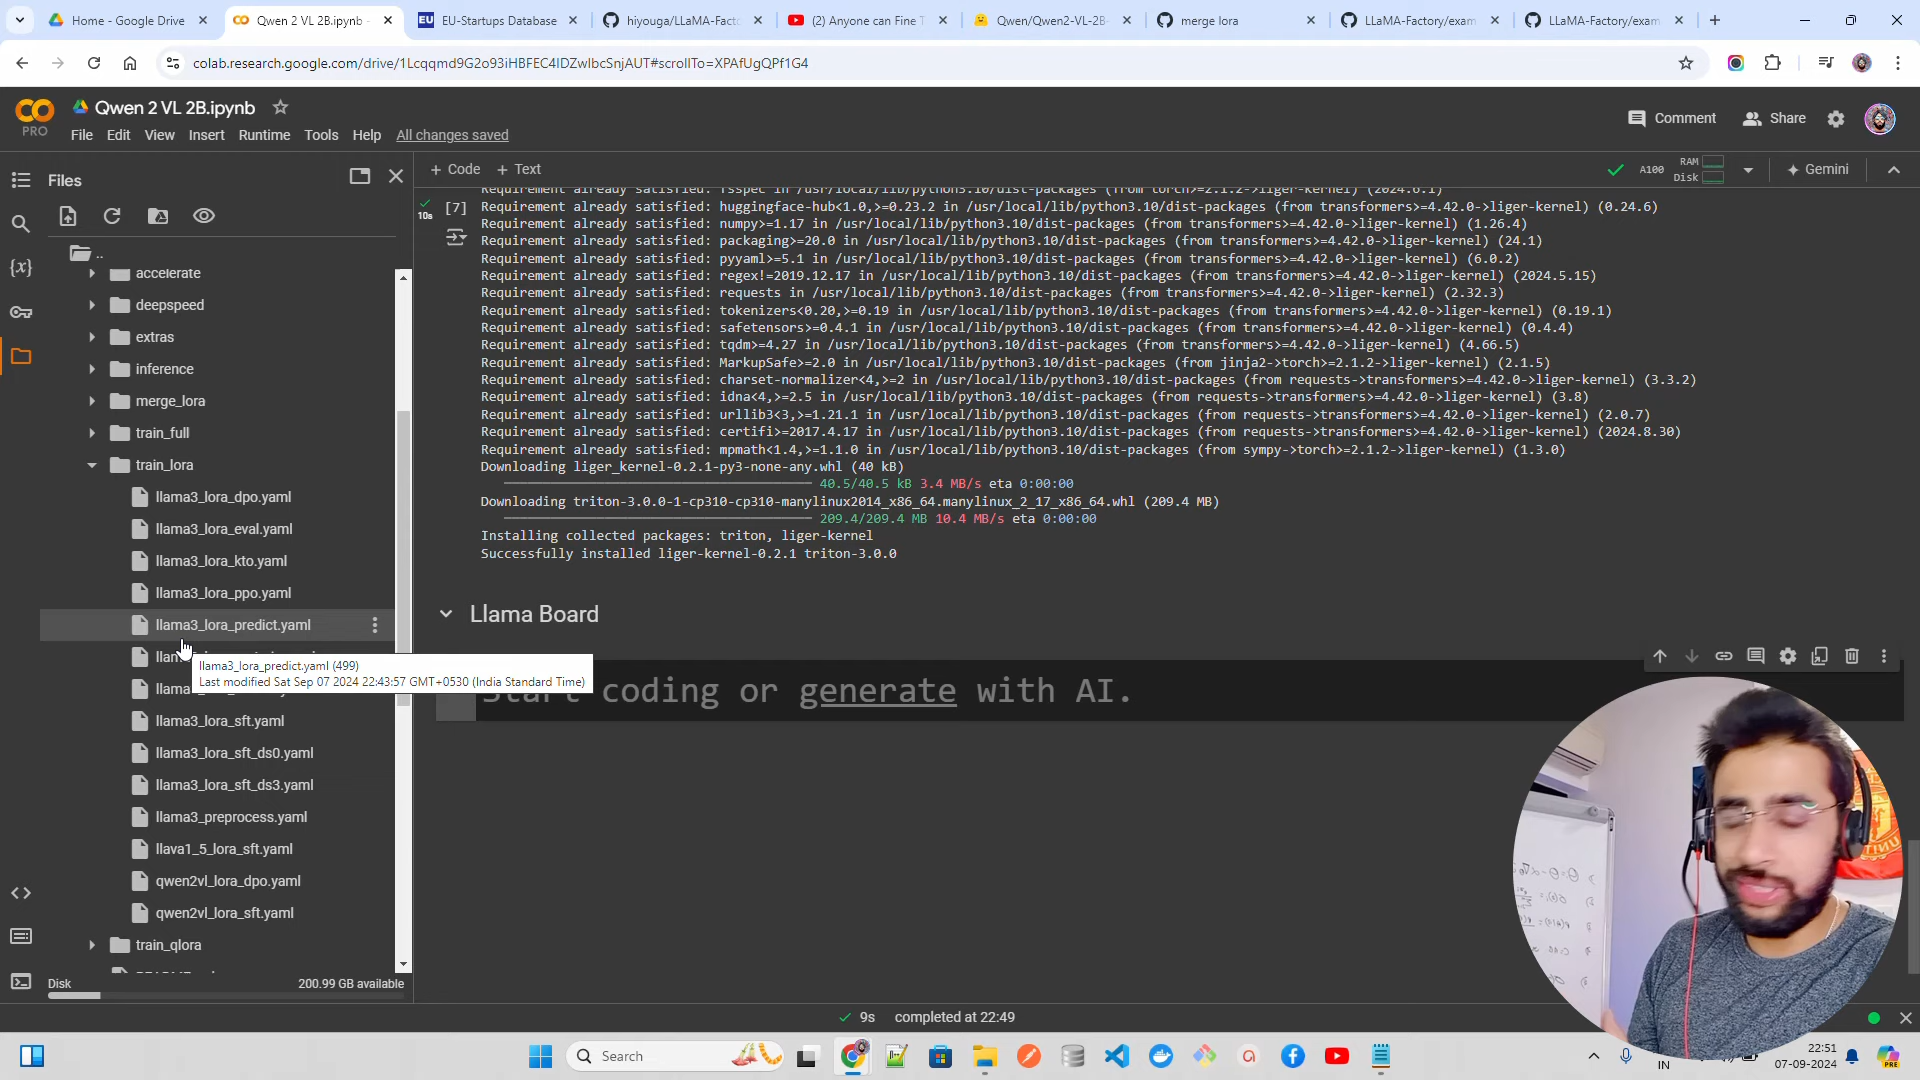 Home - Google Drive
Qwen 2 VL 2B.ipynb -
EU EU-Startups Database
hiyouga/LLaMA-Facto
(2) Anyone can Fine T
Qwen/Qwen2-VL-2B-
merge lora
LLaMA-Factory/exam
LLaMA-Factory/exam
colab.research.google.com/drive/1Lcqqmd9G2o93iHBFEC4IDZwIbcSnjAUT#scrollTo=XPAfUgQPf1G4
PRO
Qwen 2 VL 2B.ipynb
File Edit View Insert Runtime Tools Help All changes saved
Comment Share
Files
+ Code + Text
A100 RAM Disk
Gemini
..
accelerate
deepspeed
extras
inference
merge_lora
train_full
train_lora
llama3_lora_dpo.yaml
llama3_lora_eval.yaml
llama3_lora_kto.yaml
llama3_lora_ppo.yaml
llama3_lora_predict.yaml
llama3_lora_predict.yaml (499)
Last modified Sat Sep 07 2024 22:43:57 GMT+0530 (India Standard Time)
llama3_lora_sft.yaml
llama3_lora_sft_ds0.yaml
llama3_lora_sft_ds3.yaml
llama3_preprocess.yaml
llava1_5_lora_sft.yaml
qwen2vl_lora_dpo.yaml
qwen2vl_lora_sft.yaml
train_qlora
Disk 200.99 GB available
10s
[7]
Requirement already satisfied: fsspec in /usr/local/lib/python3.10/dist-packages (from torch>=2.1.2->liger-kernel) (2024.6.1)
Requirement already satisfied: huggingface-hub<1.0,>=0.23.2 in /usr/local/lib/python3.10/dist-packages (from transformers>=4.42.0->liger-kernel) (0.24.6)
Requirement already satisfied: numpy>=1.17 in /usr/local/lib/python3.10/dist-packages (from transformers>=4.42.0->liger-kernel) (1.26.4)
Requirement already satisfied: packaging>=20.0 in /usr/local/lib/python3.10/dist-packages (from transformers>=4.42.0->liger-kernel) (24.1)
Requirement already satisfied: pyyaml>=5.1 in /usr/local/lib/python3.10/dist-packages (from transformers>=4.42.0->liger-kernel) (6.0.2)
Requirement already satisfied: regex!=2019.12.17 in /usr/local/lib/python3.10/dist-packages (from transformers>=4.42.0->liger-kernel) (2024.5.15)
Requirement already satisfied: requests in /usr/local/lib/python3.10/dist-packages (from transformers>=4.42.0->liger-kernel) (2.32.3)
Requirement already satisfied: tokenizers<0.20,>=0.19 in /usr/local/lib/python3.10/dist-packages (from transformers>=4.42.0->liger-kernel) (0.19.1)
Requirement already satisfied: safetensors>=0.4.1 in /usr/local/lib/python3.10/dist-packages (from transformers>=4.42.0->liger-kernel) (0.4.4)
Requirement already satisfied: tqdm>=4.27 in /usr/local/lib/python3.10/dist-packages (from transformers>=4.42.0->liger-kernel) (4.66.5)
Requirement already satisfied: MarkupSafe>=2.0 in /usr/local/lib/python3.10/dist-packages (from jinja2->torch>=2.1.2->liger-kernel) (2.1.5)
Requirement already satisfied: charset-normalizer<4,>=2 in /usr/local/lib/python3.10/dist-packages (from requests->transformers>=4.42.0->liger-kernel) (3.3.2)
Requirement already satisfied: idna<4,>=2.5 in /usr/local/lib/python3.10/dist-packages (from requests->transformers>=4.42.0->liger-kernel) (3.8)
Requirement already satisfied: urllib3<3,>=1.21.1 in /usr/local/lib/python3.10/dist-packages (from requests->transformers>=4.42.0->liger-kernel) (2.0.7)
Requirement already satisfied: certifi>=2017.4.17 in /usr/local/lib/python3.10/dist-packages (from requests->transformers>=4.42.0->liger-kernel) (2024.8.30)
Requirement already satisfied: mpmath<1.4,>=1.1.0 in /usr/local/lib/python3.10/dist-packages (from sympy->torch>=2.1.2->liger-kernel) (1.3.0)
Downloading liger_kernel-0.2.1-py3-none-any.whl (40 kB)
40.5/40.5 kB 3.4 MB/s eta 0:00:00
Downloading triton-3.0.0-1-cp310-cp310-manylinux2014_x86_64.manylinux_2_17_x86_64.whl (209.4 MB)
209.4/209.4 MB 10.4 MB/s eta 0:00:00
Installing collected packages: triton, liger-kernel
Successfully installed liger-kernel-0.2.1 triton-3.0.0
Llama Board
Start coding or generate with AI.
9s completed at 22:49
Search
IN
22:51
07-09-2024
PRE